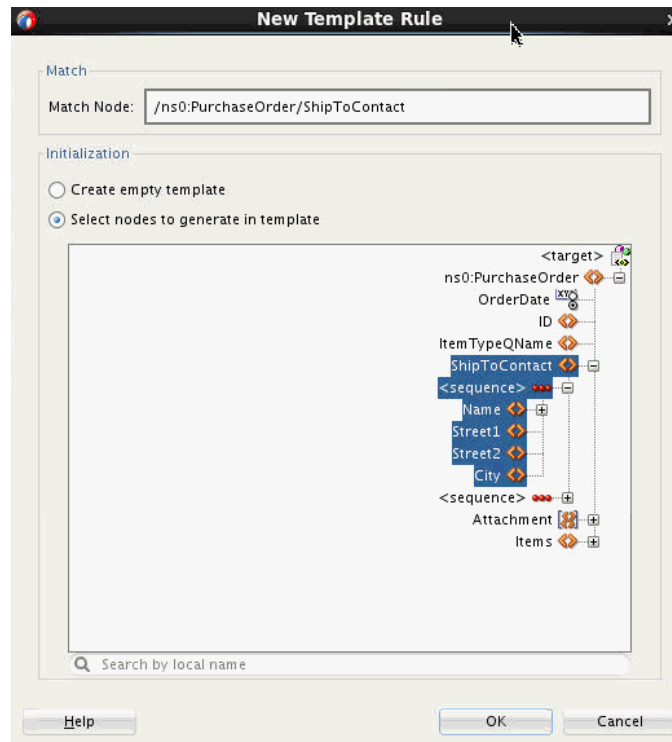 New Template Rule
Match
Match Node: /ns0:PurchaseOrder/ShipToContact
Initialization
Create empty template
Select nodes to generate in template
<target>
ns0:PurchaseOrder
OrderDate
ID
ItemTypeQName
ShipToContact
<sequence>
Name
Street1
Street2
City
<sequence>
Attachment
Items
Search by local name
Help OK Cancel